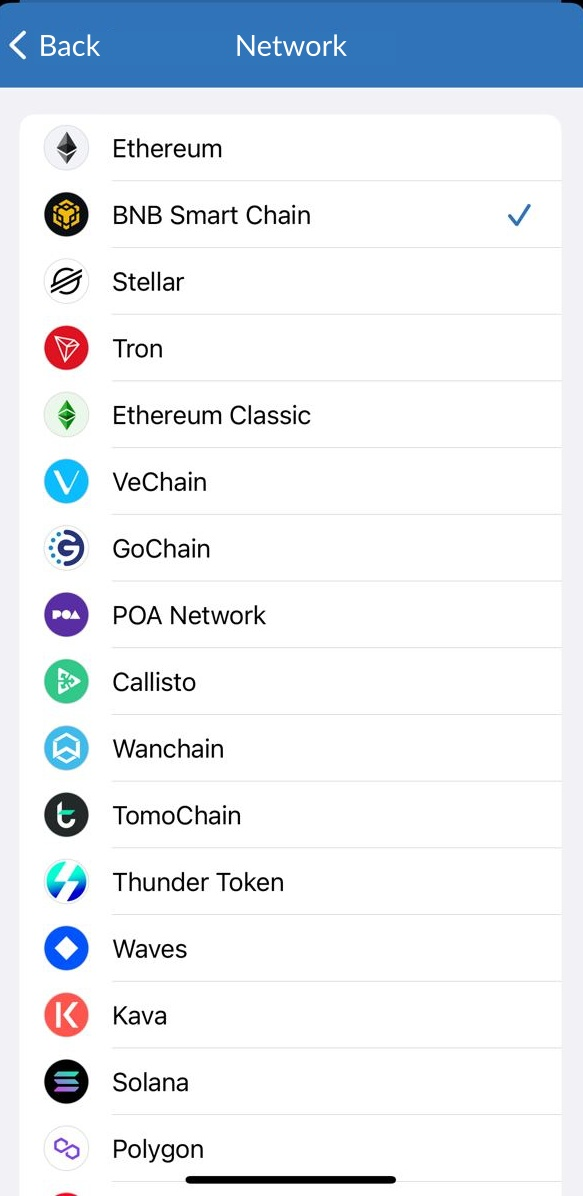 Back
Network
Ethereum
BNB Smart Chain
Stellar
Tron
Ethereum Classic
VeChain
GoChain
POA
POA Network
Callisto
Wanchain
TomoChain
Thunder Token
Waves
Kava
Solana
Polygon